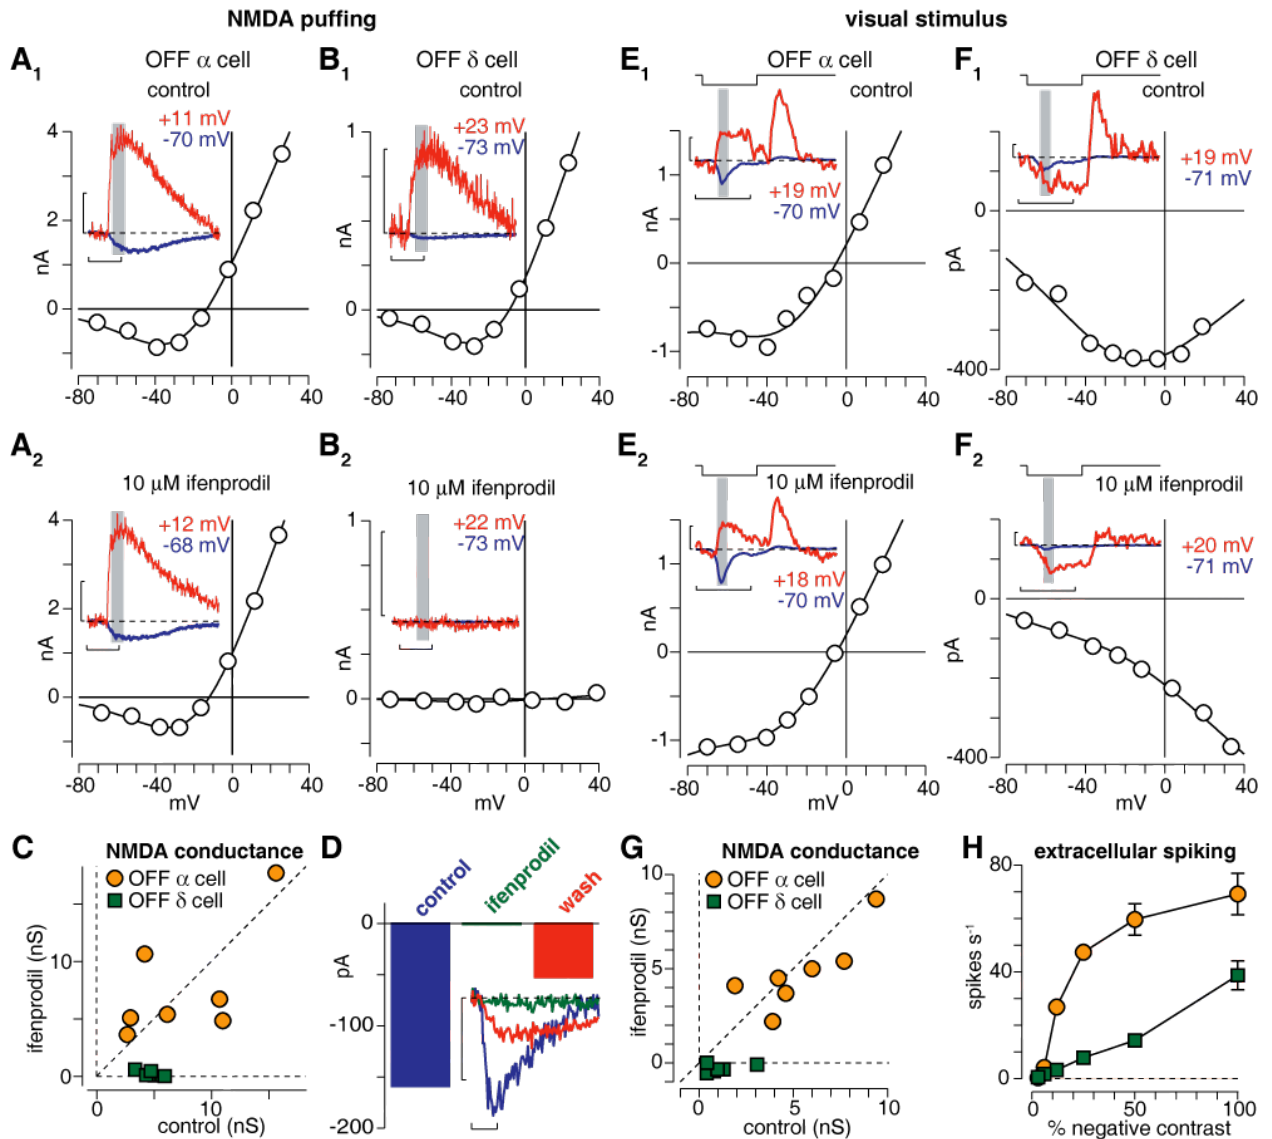 NMDA puffing
visual stimulus
A1
OFF α cell
control
+11 mV
-70 mV
4
2
0
nA
-80
-40
0
40
B1
OFF δ cell
control
+23 mV
-73 mV
1
0
nA
-80
-40
0
40
E1
OFF α cell
control
+19 mV
-70 mV
1
0
-1
nA
-80
-40
0
40
F1
OFF δ cell
control
+19 mV
-71 mV
0
-400
pA
-80
-40
0
40
A2
10 μM ifenprodil
+12 mV
-68 mV
4
2
0
nA
-80
-40
0
40
mV
B2
10 μM ifenprodil
+22 mV
-73 mV
1
0
nA
-80
-40
0
40
mV
E2
10 μM ifenprodil
+18 mV
-70 mV
1
0
-1
nA
-80
-40
0
40
mV
F2
10 μM ifenprodil
+20 mV
-71 mV
0
-400
pA
-80
-40
0
40
mV
C
NMDA conductance
OFF α cell
OFF δ cell
ifenprodil (nS)
10
0
0
10
control (nS)
D
control
ifenprodil
wash
0
-100
-200
pA
G
NMDA conductance
OFF α cell
OFF δ cell
ifenprodil (nS)
10
5
0
0
5
10
control (nS)
H
extracellular spiking
OFF α cell
OFF δ cell
spikes s-1
80
40
0
0
50
100
% negative contrast